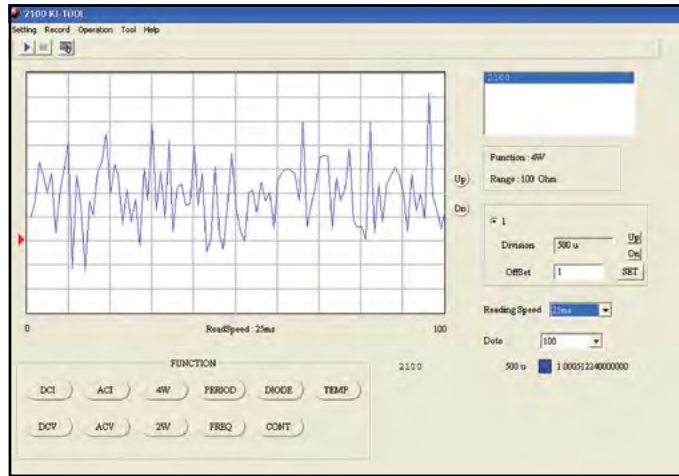 2100 KI-TOOL
Setting Record Operation Tool Help
2100
Function : 4W
Range : 100 Ohm
Up
Dn
1
Division 500 u Up
Dn
OffSet 1 SET
Reading Speed 25ms
0 ReadSpeed : 25ms 100
Dots 100
FUNCTION
2100 500 u 1.000512240000000
DCI ACI 4W PERIOD DIODE TEMP
DCV ACV 2W FREQ CONT